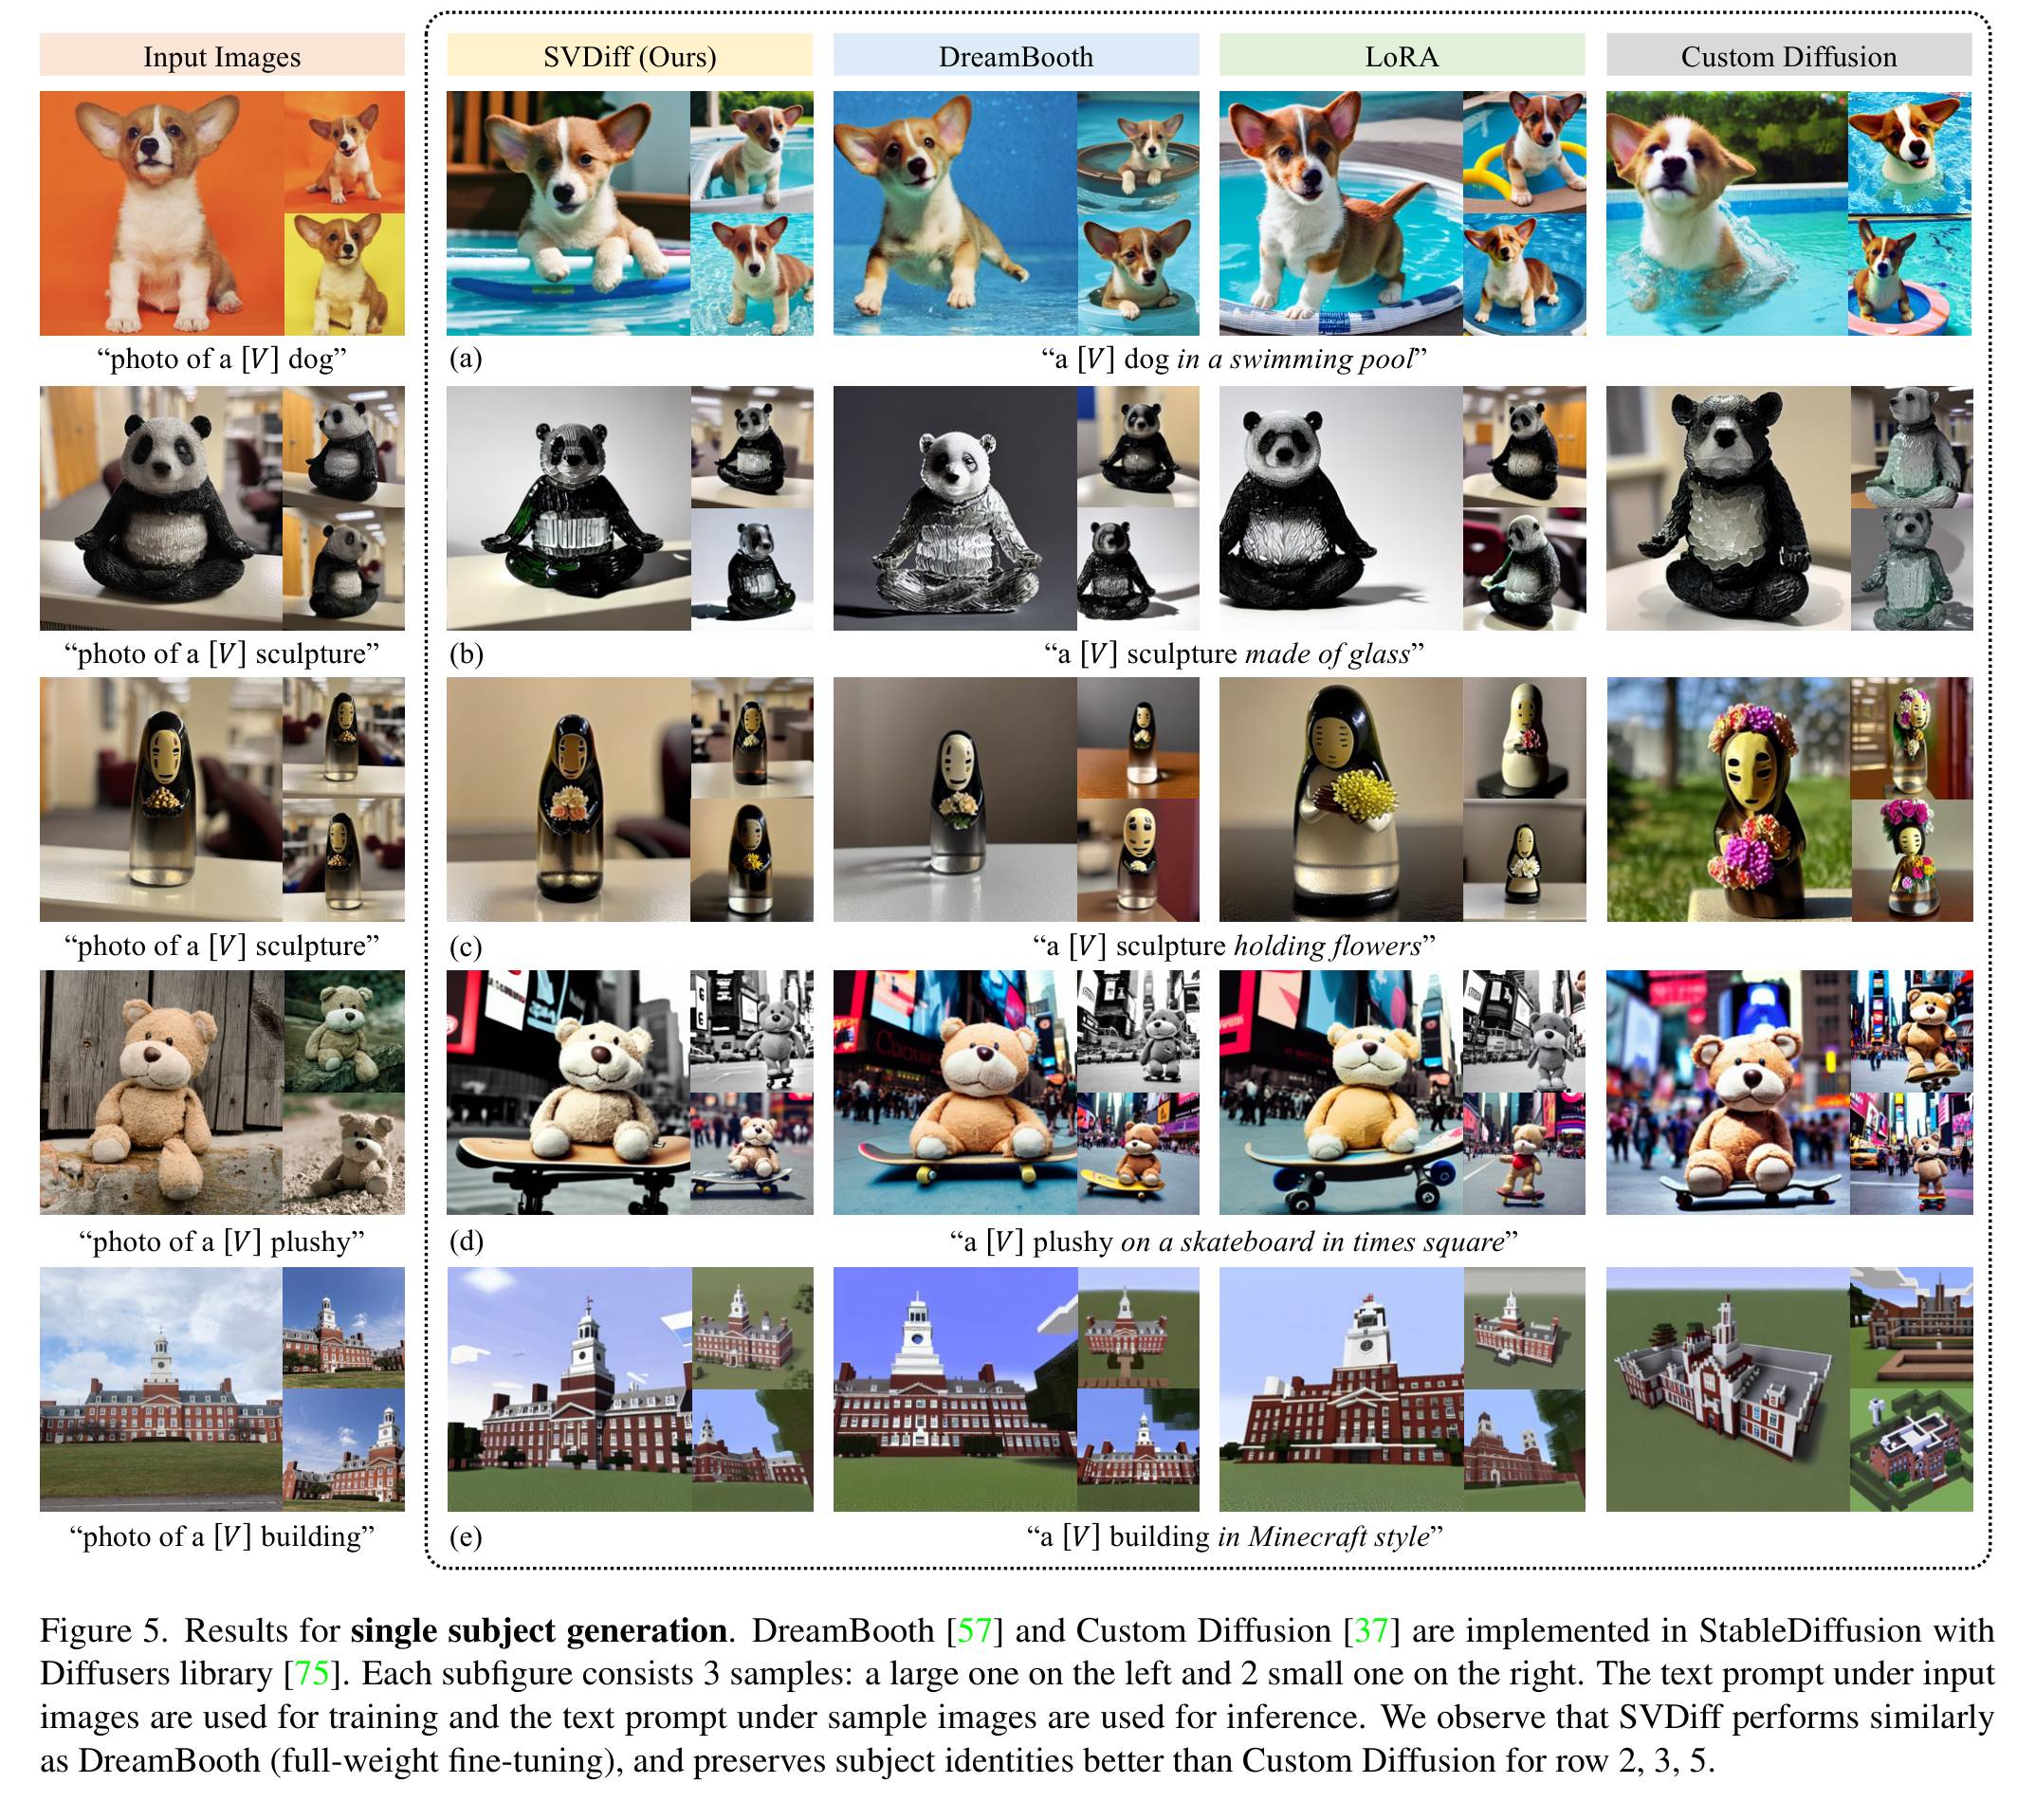 Input Images
SVDiff (Ours)
DreamBooth
LoRA
Custom Diffusion
“photo of a [V] dog”
(a)
“a [V] dog in a swimming pool”
“photo of a [V] sculpture”
(b)
“a [V] sculpture made of glass”
“photo of a [V] sculpture”
(c)
“a [V] sculpture holding flowers”
“photo of a [V] plushy”
(d)
“a [V] plushy on a skateboard in times square”
“photo of a [V] building”
(e)
“a [V] building in Minecraft style”
Figure 5. Results for single subject generation. DreamBooth [57] and Custom Diffusion [37] are implemented in StableDiffusion with
Diffusers library [75]. Each subfigure consists 3 samples: a large one on the left and 2 small one on the right. The text prompt under input
images are used for training and the text prompt under sample images are used for inference. We observe that SVDiff performs similarly
as DreamBooth (full-weight fine-tuning), and preserves subject identities better than Custom Diffusion for row 2, 3, 5.